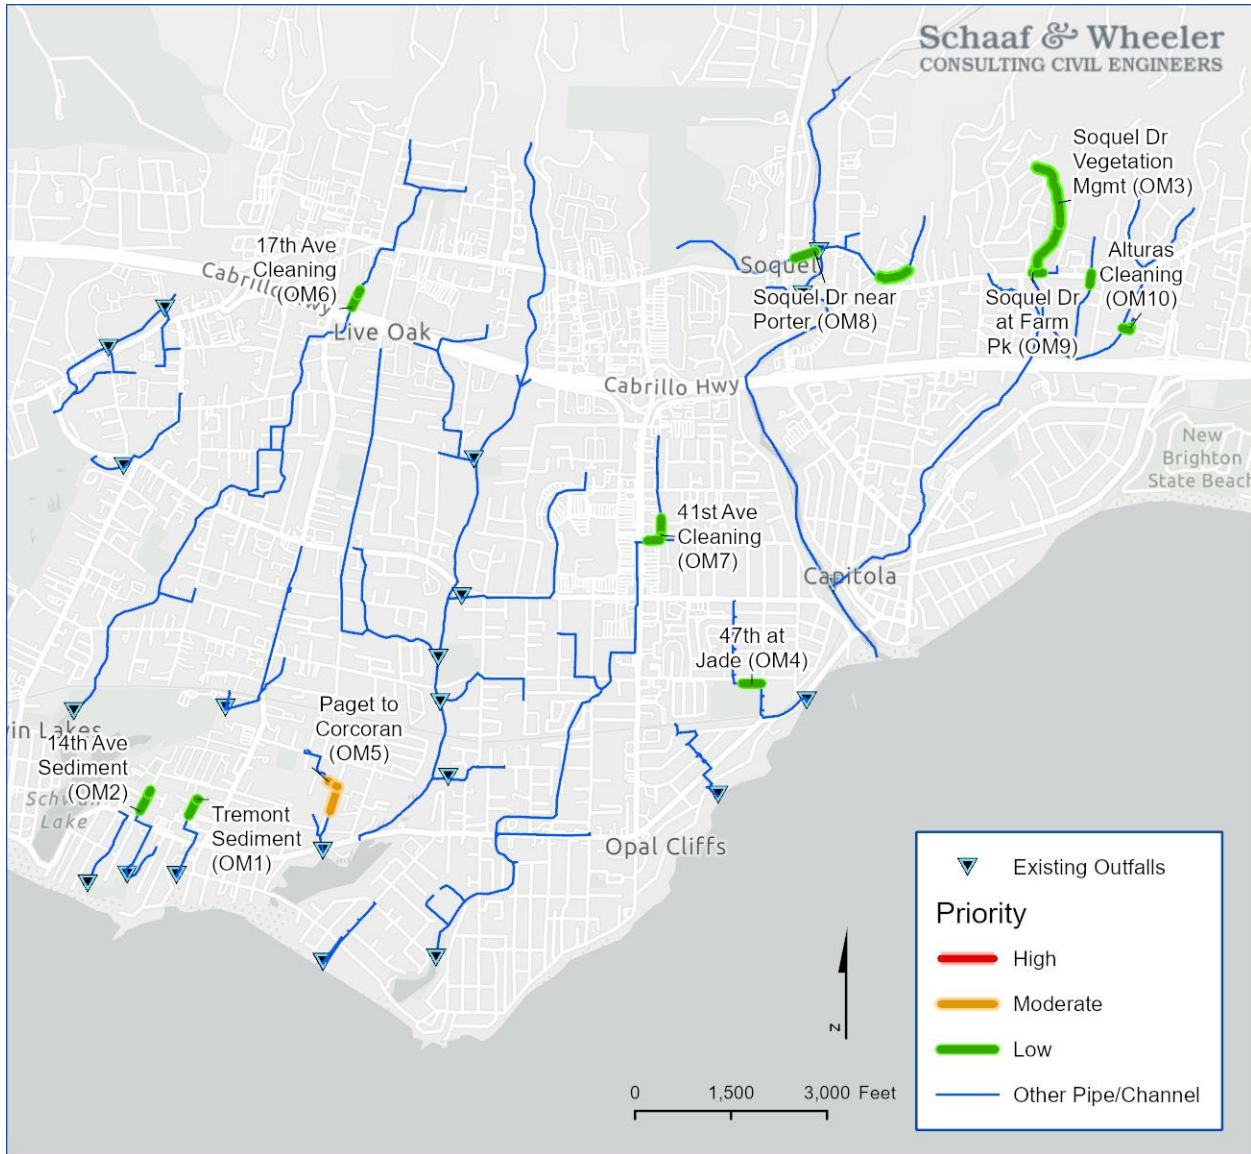 Schaaf & Wheeler
CONSULTING CIVIL ENGINEERS
Soquel Dr
Vegetation
Mgmt (OM3)
17th Ave
Cleaning
(OM6)
Cabrillo Hwy
Live Oak
Soquel
Soquel Dr near
Porter (OM8)
Alturas
Cleaning
(OM10)
Soquel Dr
at Farm
Pk (OM9)
Cabrillo Hwy
New
Brighton
State Beach
41st Ave
Cleaning
(OM7)
Capitola
47th at
Jade (OM4)
Paget to
Corcoran
(OM5)
vin Lakes
14th Ave
Sediment
(OM2)
Lake
Tremont
Sediment
(OM1)
Opal Cliffs
Existing Outfalls
Priority
High
Moderate
Low
Other Pipe/Channel
z
0 1,500 3,000 Feet